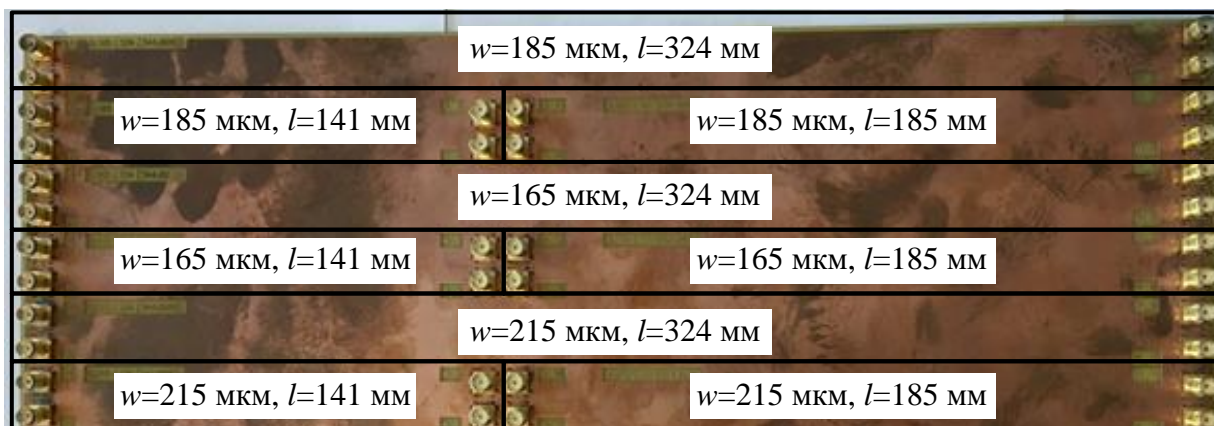 w=185 мкм, l=324 мм
w=185 мкм, l=141 мм
w=185 мкм, l=185 мм
w=165 мкм, l=324 мм
w=165 мкм, l=141 мм
w=165 мкм, l=185 мм
w=215 мкм, l=324 мм
w=215 мкм, l=141 мм
w=215 мкм, l=185 мм